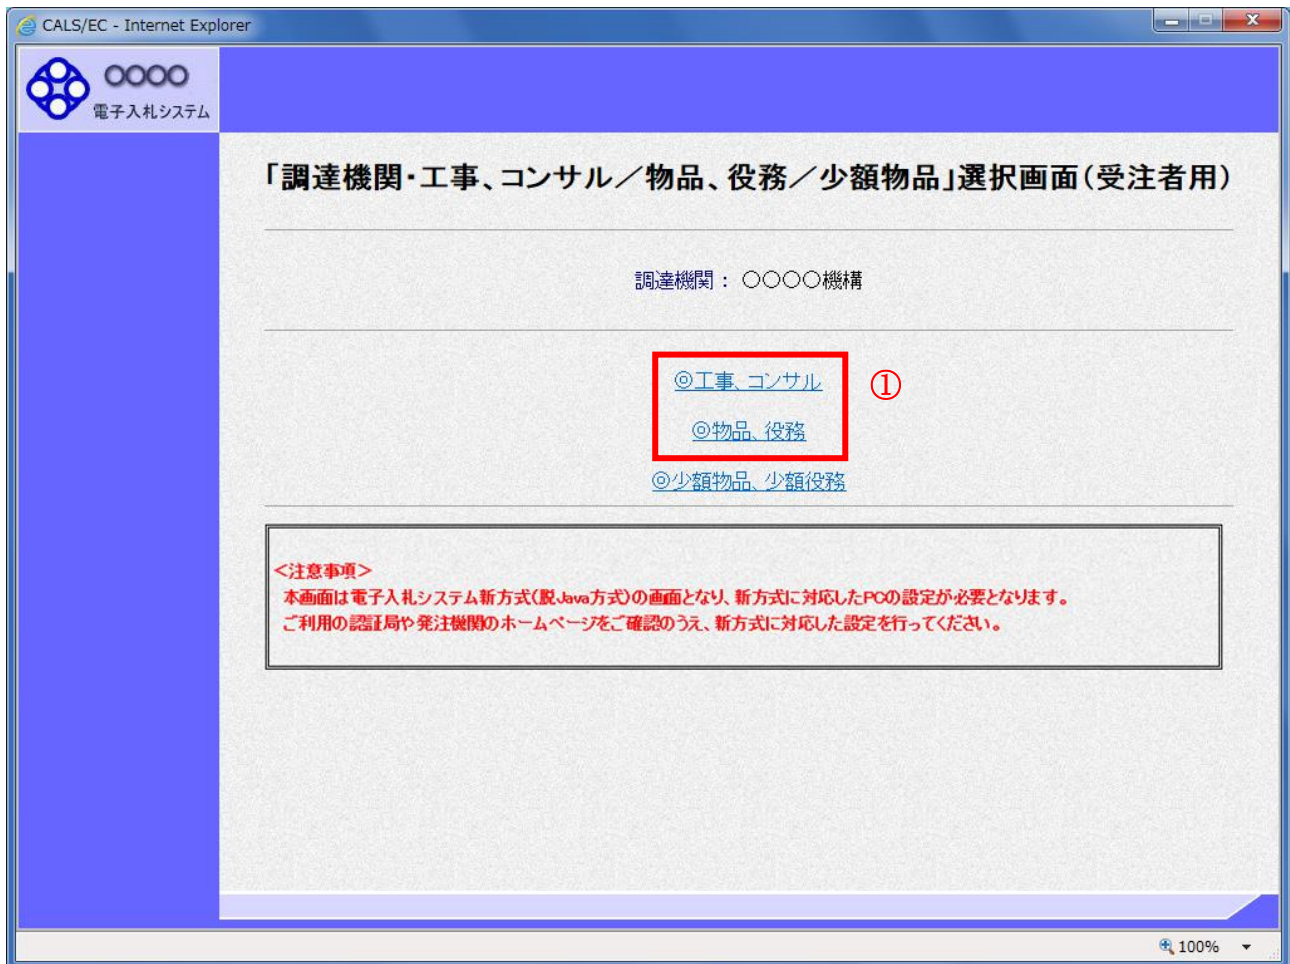 CALS/EC - Internet Explorer
○○○○
電子入札システム
「調達機関・工事、コンサル／物品、役務／少額物品」選択画面(受注者用)
調達機関： ○○○○機構
◎工事、コンサル
①
◎物品、役務
◎少額物品、少額役務
＜注意事項＞
本画面は電子入札システム新方式(脱Java方式)の画面となり、新方式に対応したPCの設定が必要となります。
ご利用の認証局や発注機関のホームページをご確認のうえ、新方式に対応した設定を行ってください。
100%